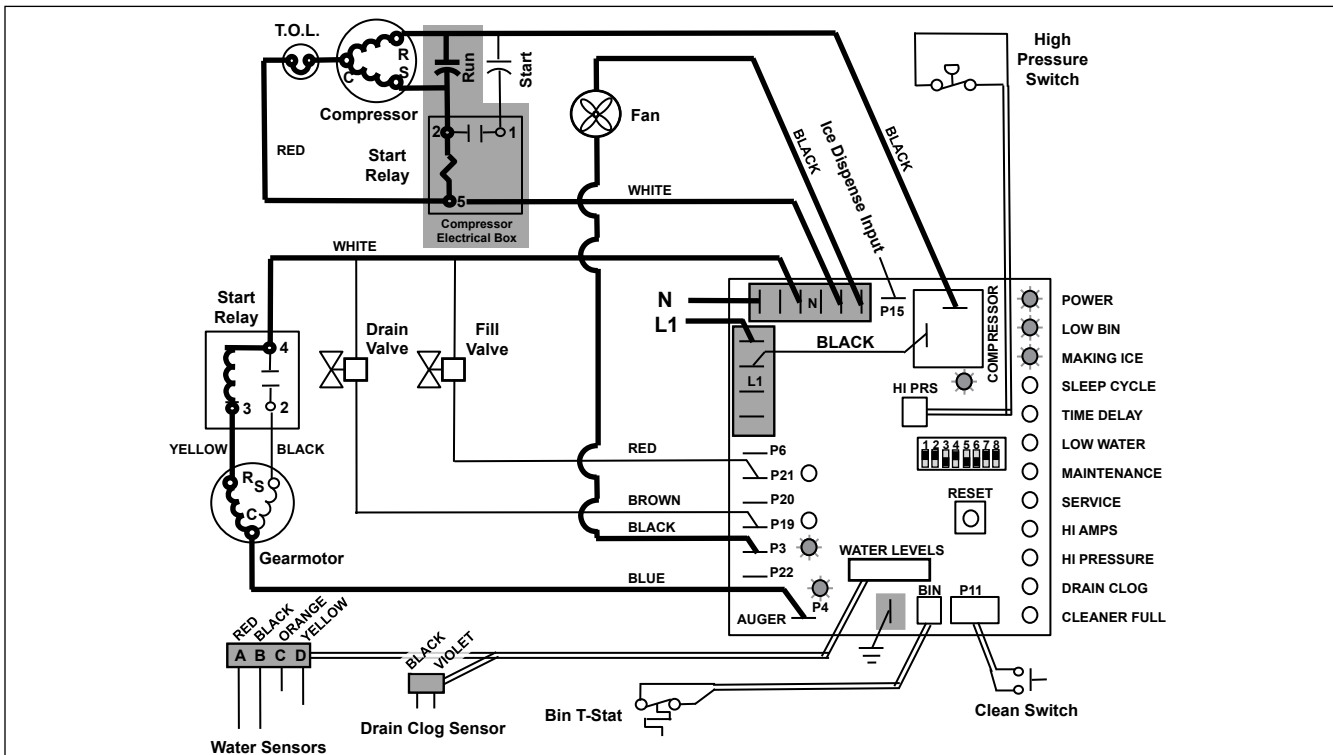 T.O.L.
R
S
C
Compressor
RED
Run
Start
2
1
Start
Relay
5
Compressor
Electrical Box
Fan
BLACK
BLACK
Ice Dispense Input
High
Pressure
Switch
WHITE
WHITE
Start
Relay
4
3
2
YELLOW
BLACK
R
S
C
Gearmotor
Drain
Valve
Fill
Valve
N
L1
N
L1
P15
BLACK
COMPRESSOR
HI PRS
POWER
LOW BIN
MAKING ICE
SLEEP CYCLE
TIME DELAY
LOW WATER
MAINTENANCE
SERVICE
HI AMPS
HI PRESSURE
DRAIN CLOG
CLEANER FULL
1 2 3 4 5 6 7 8
RESET
RED
BROWN
BLACK
BLUE
P6
P21
P20
P19
P3
P22
P4
AUGER
WATER LEVELS
BIN
P11
RED
BLACK
ORANGE
YELLOW
A B C D
Water Sensors
BLACK
VIOLET
Drain Clog Sensor
Bin T-Stat
Clean Switch